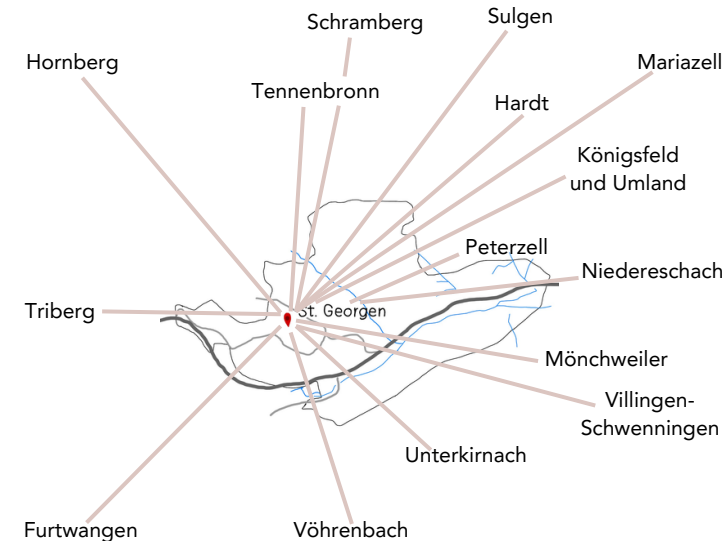 Sulgen
Schramberg
Hornberg
Mariazell
Tennenbronn
Hardt
Königsfeld
und Umland
Peterzell
Niedereschach
Triberg
St. Georgen
Mönchweiler
Villingen-
Schwenningen
Unterkirnach
Furtwangen
Vöhrenbach